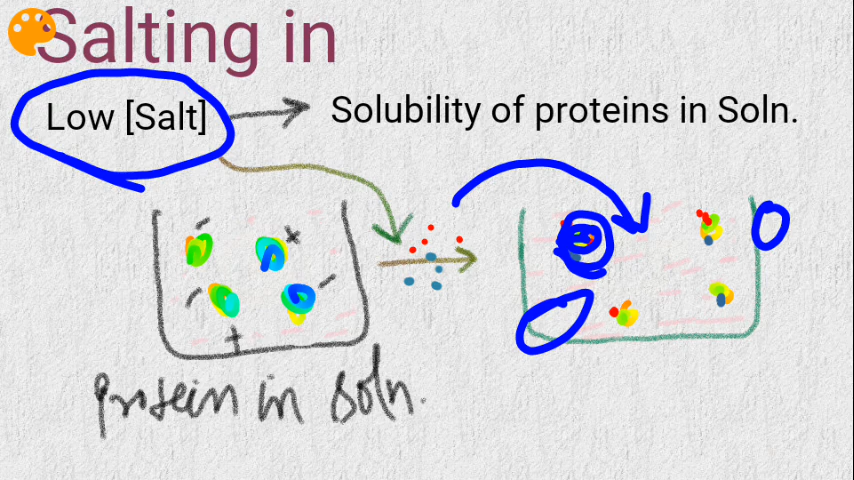 Salting in
Low [Salt] Solubility of proteins in Soln.
protein in soln.